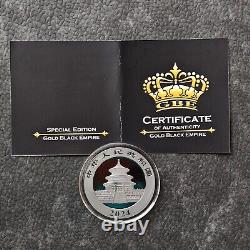 SPECIAL EDITION
GOLD BLACK EMPIRE
GBE
CERTIFICATE
OF AUTHENTICITY
GOLD BLACK EMPIRE
中华人民共和国
2024